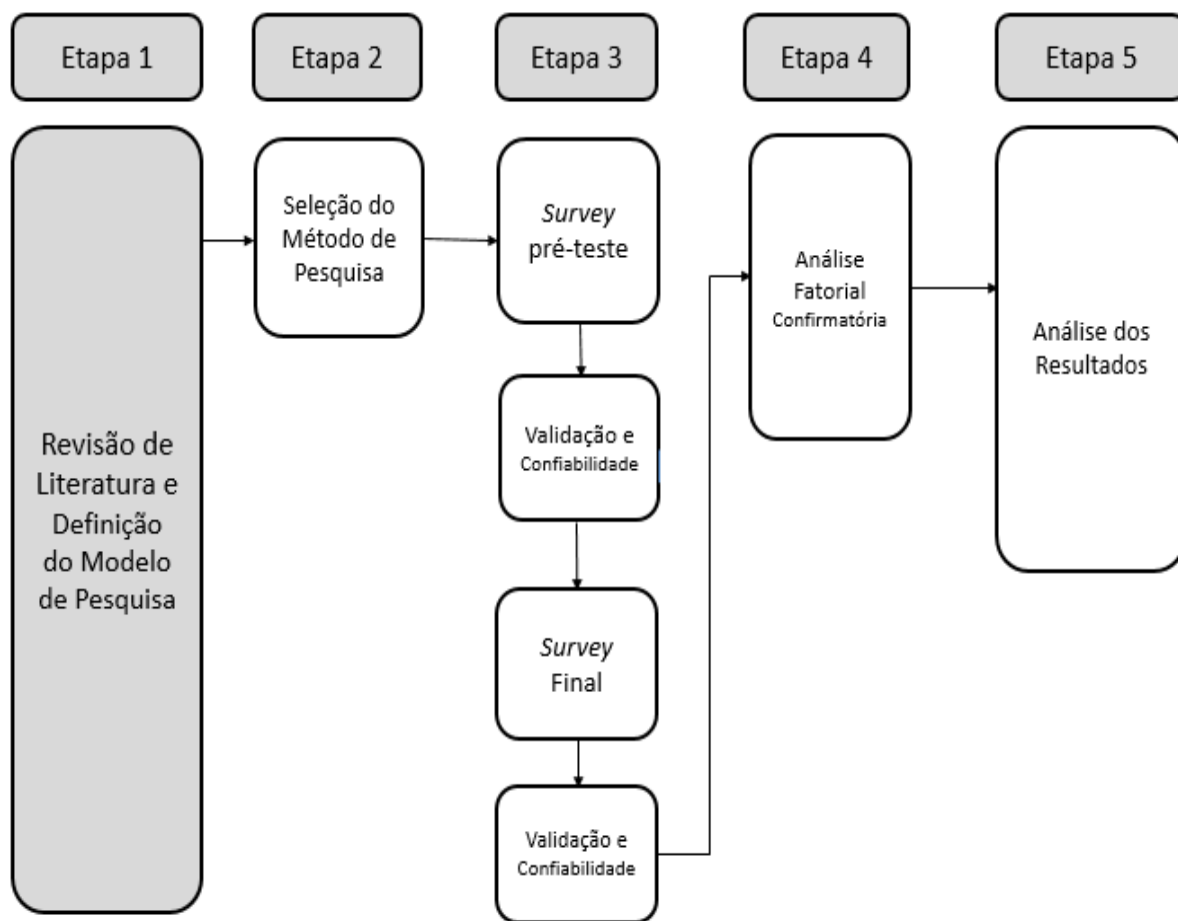 Etapa 1
Etapa 2
Etapa 3
Etapa 4
Etapa 5
Revisão de
Literatura e
Definição
do Modelo
de Pesquisa
Seleção do
Método de
Pesquisa
Survey
pré-teste
Validação e
Confiabilidade
Survey
Final
Validação e
Confiabilidade
Análise
Fatorial
Confirmatória
Análise dos
Resultados